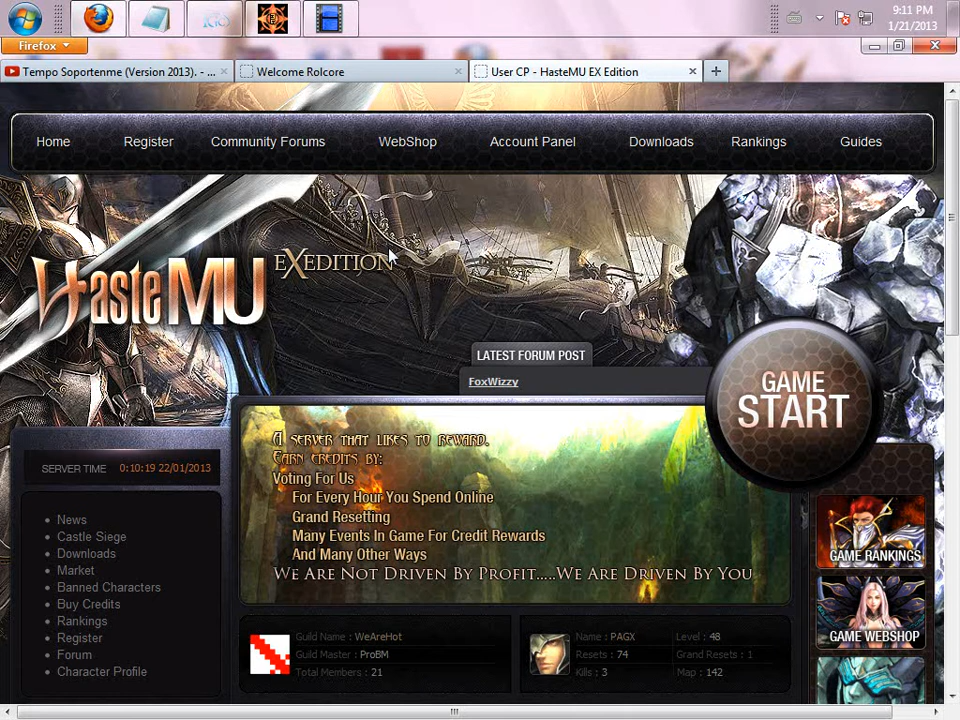 9:11 PM
1/21/2013
Firefox
Tempo Soportenme (Version 2013). - ...
Welcome Rolcore
User CP - HasteMU EX Edition
Home
Register
Community Forums
WebShop
Account Panel
Downloads
Rankings
Guides
HasteMU
EXEDITION
LATEST FORUM POST
FoxWizzy
GAME
START
SERVER TIME 0:10:19 22/01/2013
A server that likes to reward.
Earn credits by:
Voting For Us
For Every Hour You Spend Online
Grand Resetting
Many Events In Game For Credit Rewards
And Many Other Ways
We Are Not Driven By Profit.....We Are Driven By You
News
Castle Siege
Downloads
Market
Banned Characters
Buy Credits
Rankings
Register
Forum
Character Profile
GAME RANKINGS
GAME WEBSHOP
Guild Name : WeAreHot
Guild Master : ProBM
Total Members : 21
Name : PAGX
Level : 48
Resets : 74
Grand Resets : 1
Kills : 3
Map : 142